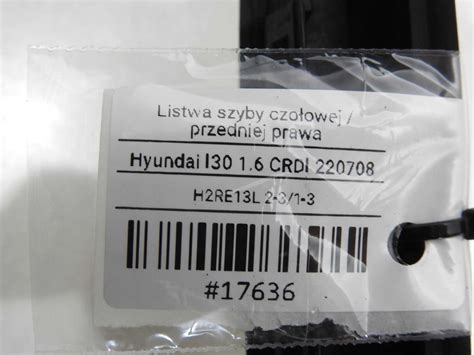 Listwa szyby czołowej /
przedniej prawa
Hyundai I30 1.6 CRDI 220708
H2RE13L 2-3/1-3
#17636